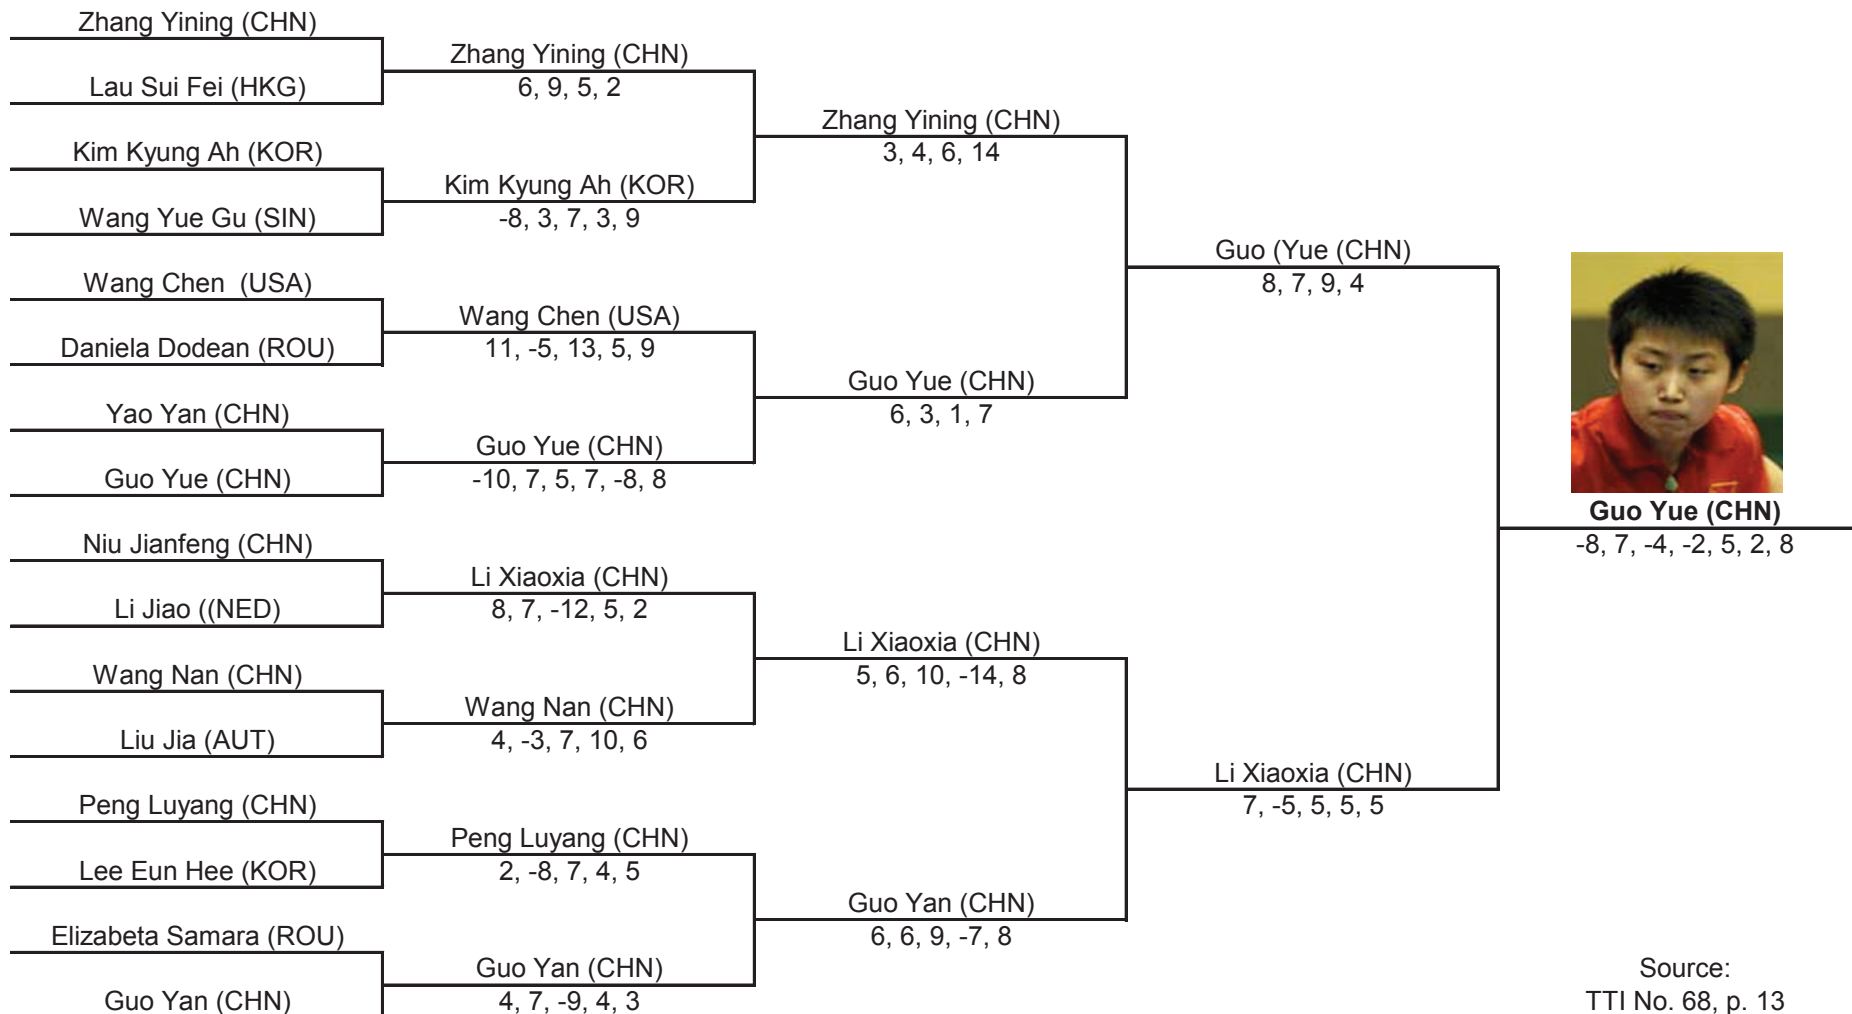 Zhang Yining (CHN)
Lau Sui Fei (HKG)
Kim Kyung Ah (KOR)
Wang Yue Gu (SIN)
Wang Chen  (USA)
Daniela Dodean (ROU)
Yao Yan (CHN)
Guo Yue (CHN)
Niu Jianfeng (CHN)
Li Jiao ((NED)
Wang Nan (CHN)
Liu Jia (AUT)
Peng Luyang (CHN)
Lee Eun Hee (KOR)
Elizabeta Samara (ROU)
Guo Yan (CHN)
Zhang Yining (CHN)
6, 9, 5, 2
Kim Kyung Ah (KOR)
-8, 3, 7, 3, 9
Wang Chen (USA)
11, -5, 13, 5, 9
Guo Yue (CHN)
-10, 7, 5, 7, -8, 8
Li Xiaoxia (CHN)
8, 7, -12, 5, 2
Wang Nan (CHN)
4, -3, 7, 10, 6
Peng Luyang (CHN)
2, -8, 7, 4, 5
Guo Yan (CHN)
4, 7, -9, 4, 3
Zhang Yining (CHN)
3, 4, 6, 14
Guo Yue (CHN)
6, 3, 1, 7
Li Xiaoxia (CHN)
5, 6, 10, -14, 8
Guo Yan (CHN)
6, 6, 9, -7, 8
Guo (Yue (CHN)
8, 7, 9, 4
Li Xiaoxia (CHN)
7, -5, 5, 5, 5
Guo Yue (CHN)
-8, 7, -4, -2, 5, 2, 8
Source:
TTI No. 68, p. 13